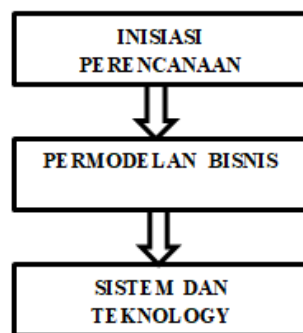 INISIASI
PERENCANAAN
PERMODELAN BISNIS
SISTEM DAN
TEKNOLOGY